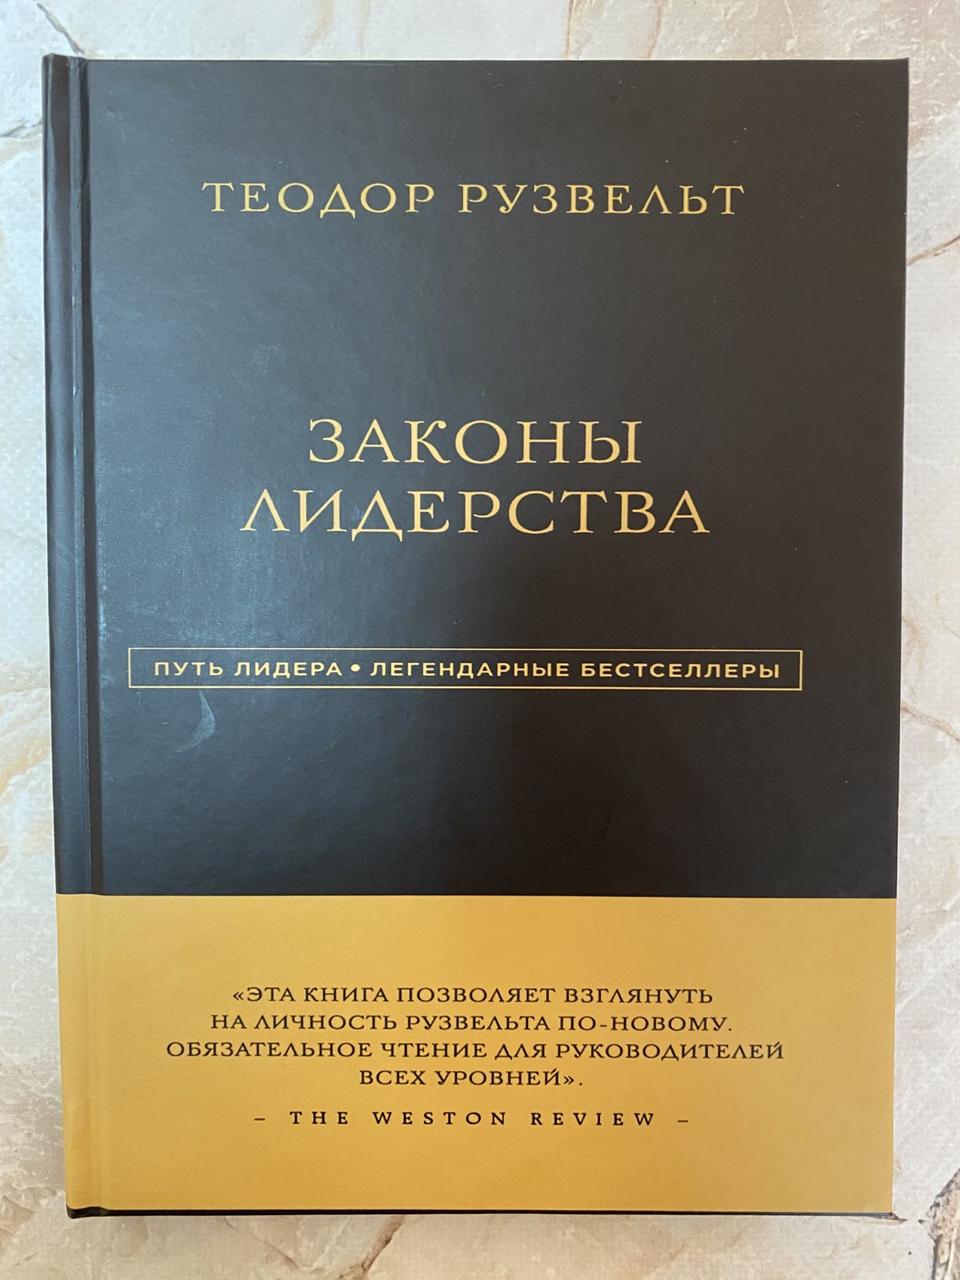 ТЕОДОР РУЗВЕЛЬТ
ЗАКОНЫ
ЛИДЕРСТВА
ПУТЬ ЛИДЕРА • ЛЕГЕНДАРНЫЕ БЕСТСЕЛЛЕРЫ
«ЭТА КНИГА ПОЗВОЛЯЕТ ВЗГЛЯНУТЬ
НА ЛИЧНОСТЬ РУЗВЕЛЬТА ПО-НОВОМУ.
ОБЯЗАТЕЛЬНОЕ ЧТЕНИЕ ДЛЯ РУКОВОДИТЕЛЕЙ
ВСЕХ УРОВНЕЙ».
– THE WESTON REVIEW –